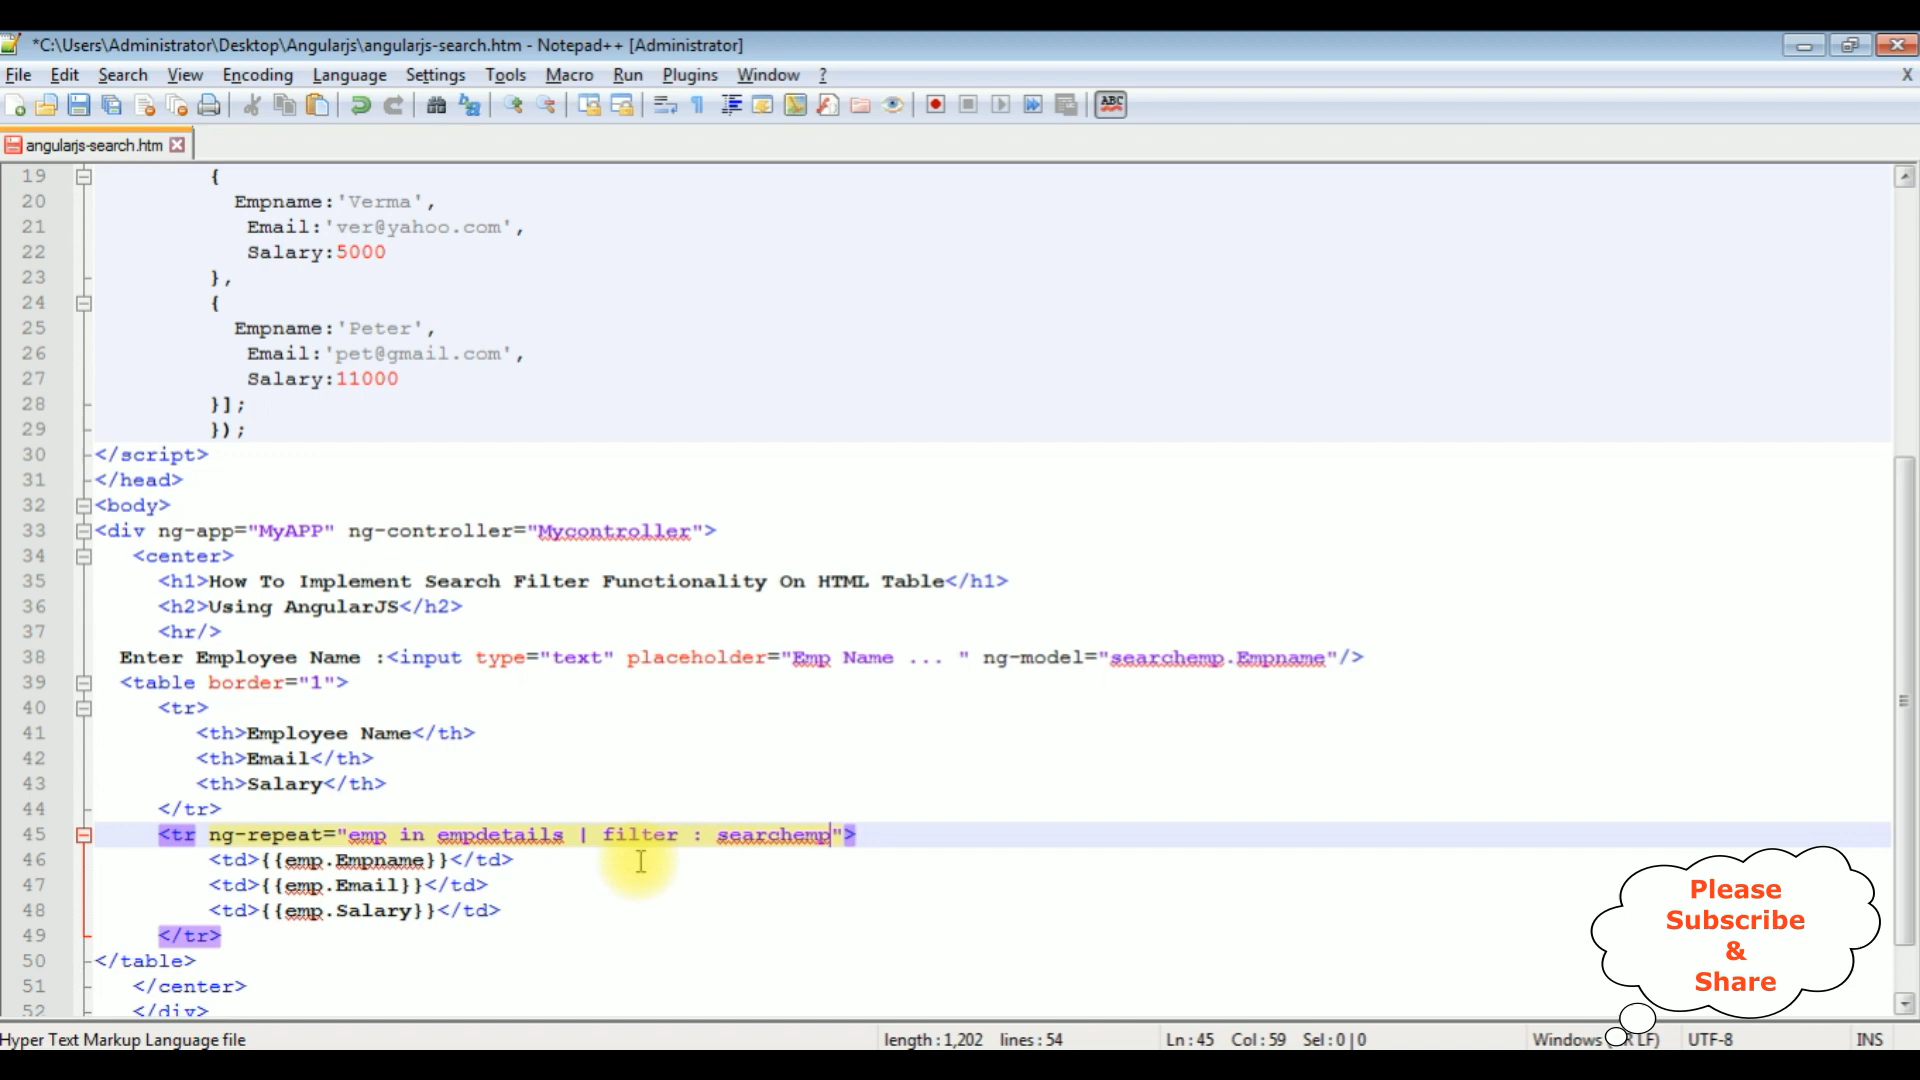 *C:\Users\Administrator\Desktop\Angularjs\angularjs-search.htm - Notepad++ [Administrator]
File Edit Search View Encoding Language Settings Tools Macro Run Plugins Window ? X
ABC
angularjs-search.htm
19 {
20 Empname:'Verma',
21 Email:'ver@yahoo.com',
22 Salary:5000
23 },
24 {
25 Empname:'Peter',
26 Email:'pet@gmail.com',
27 Salary:11000
28 }];
29 });
30 </script>
31 </head>
32 <body>
33 <div ng-app="MyAPP" ng-controller="Mycontroller">
34 <center>
35 <h1>How To Implement Search Filter Functionality On HTML Table</h1>
36 <h2>Using AngularJS</h2>
37 <hr/>
38 Enter Employee Name :<input type="text" placeholder="Emp Name ... " ng-model="searchemp.Empname"/>
39 <table border="1">
40 <tr>
41 <th>Employee Name</th>
42 <th>Email</th>
43 <th>Salary</th>
44 </tr>
45 <tr ng-repeat="emp in empdetails | filter : searchemp">
46 <td>{{emp.Empname}}</td>
47 <td>{{emp.Email}}</td>
48 <td>{{emp.Salary}}</td>
49 </tr>
50 </table>
51 </center>
52 </div>
Please
Subscribe
&
Share
Hyper Text Markup Language file length : 1,202 lines : 54 Ln : 45 Col : 59 Sel : 0 | 0 Windows LF) UTF-8 INS